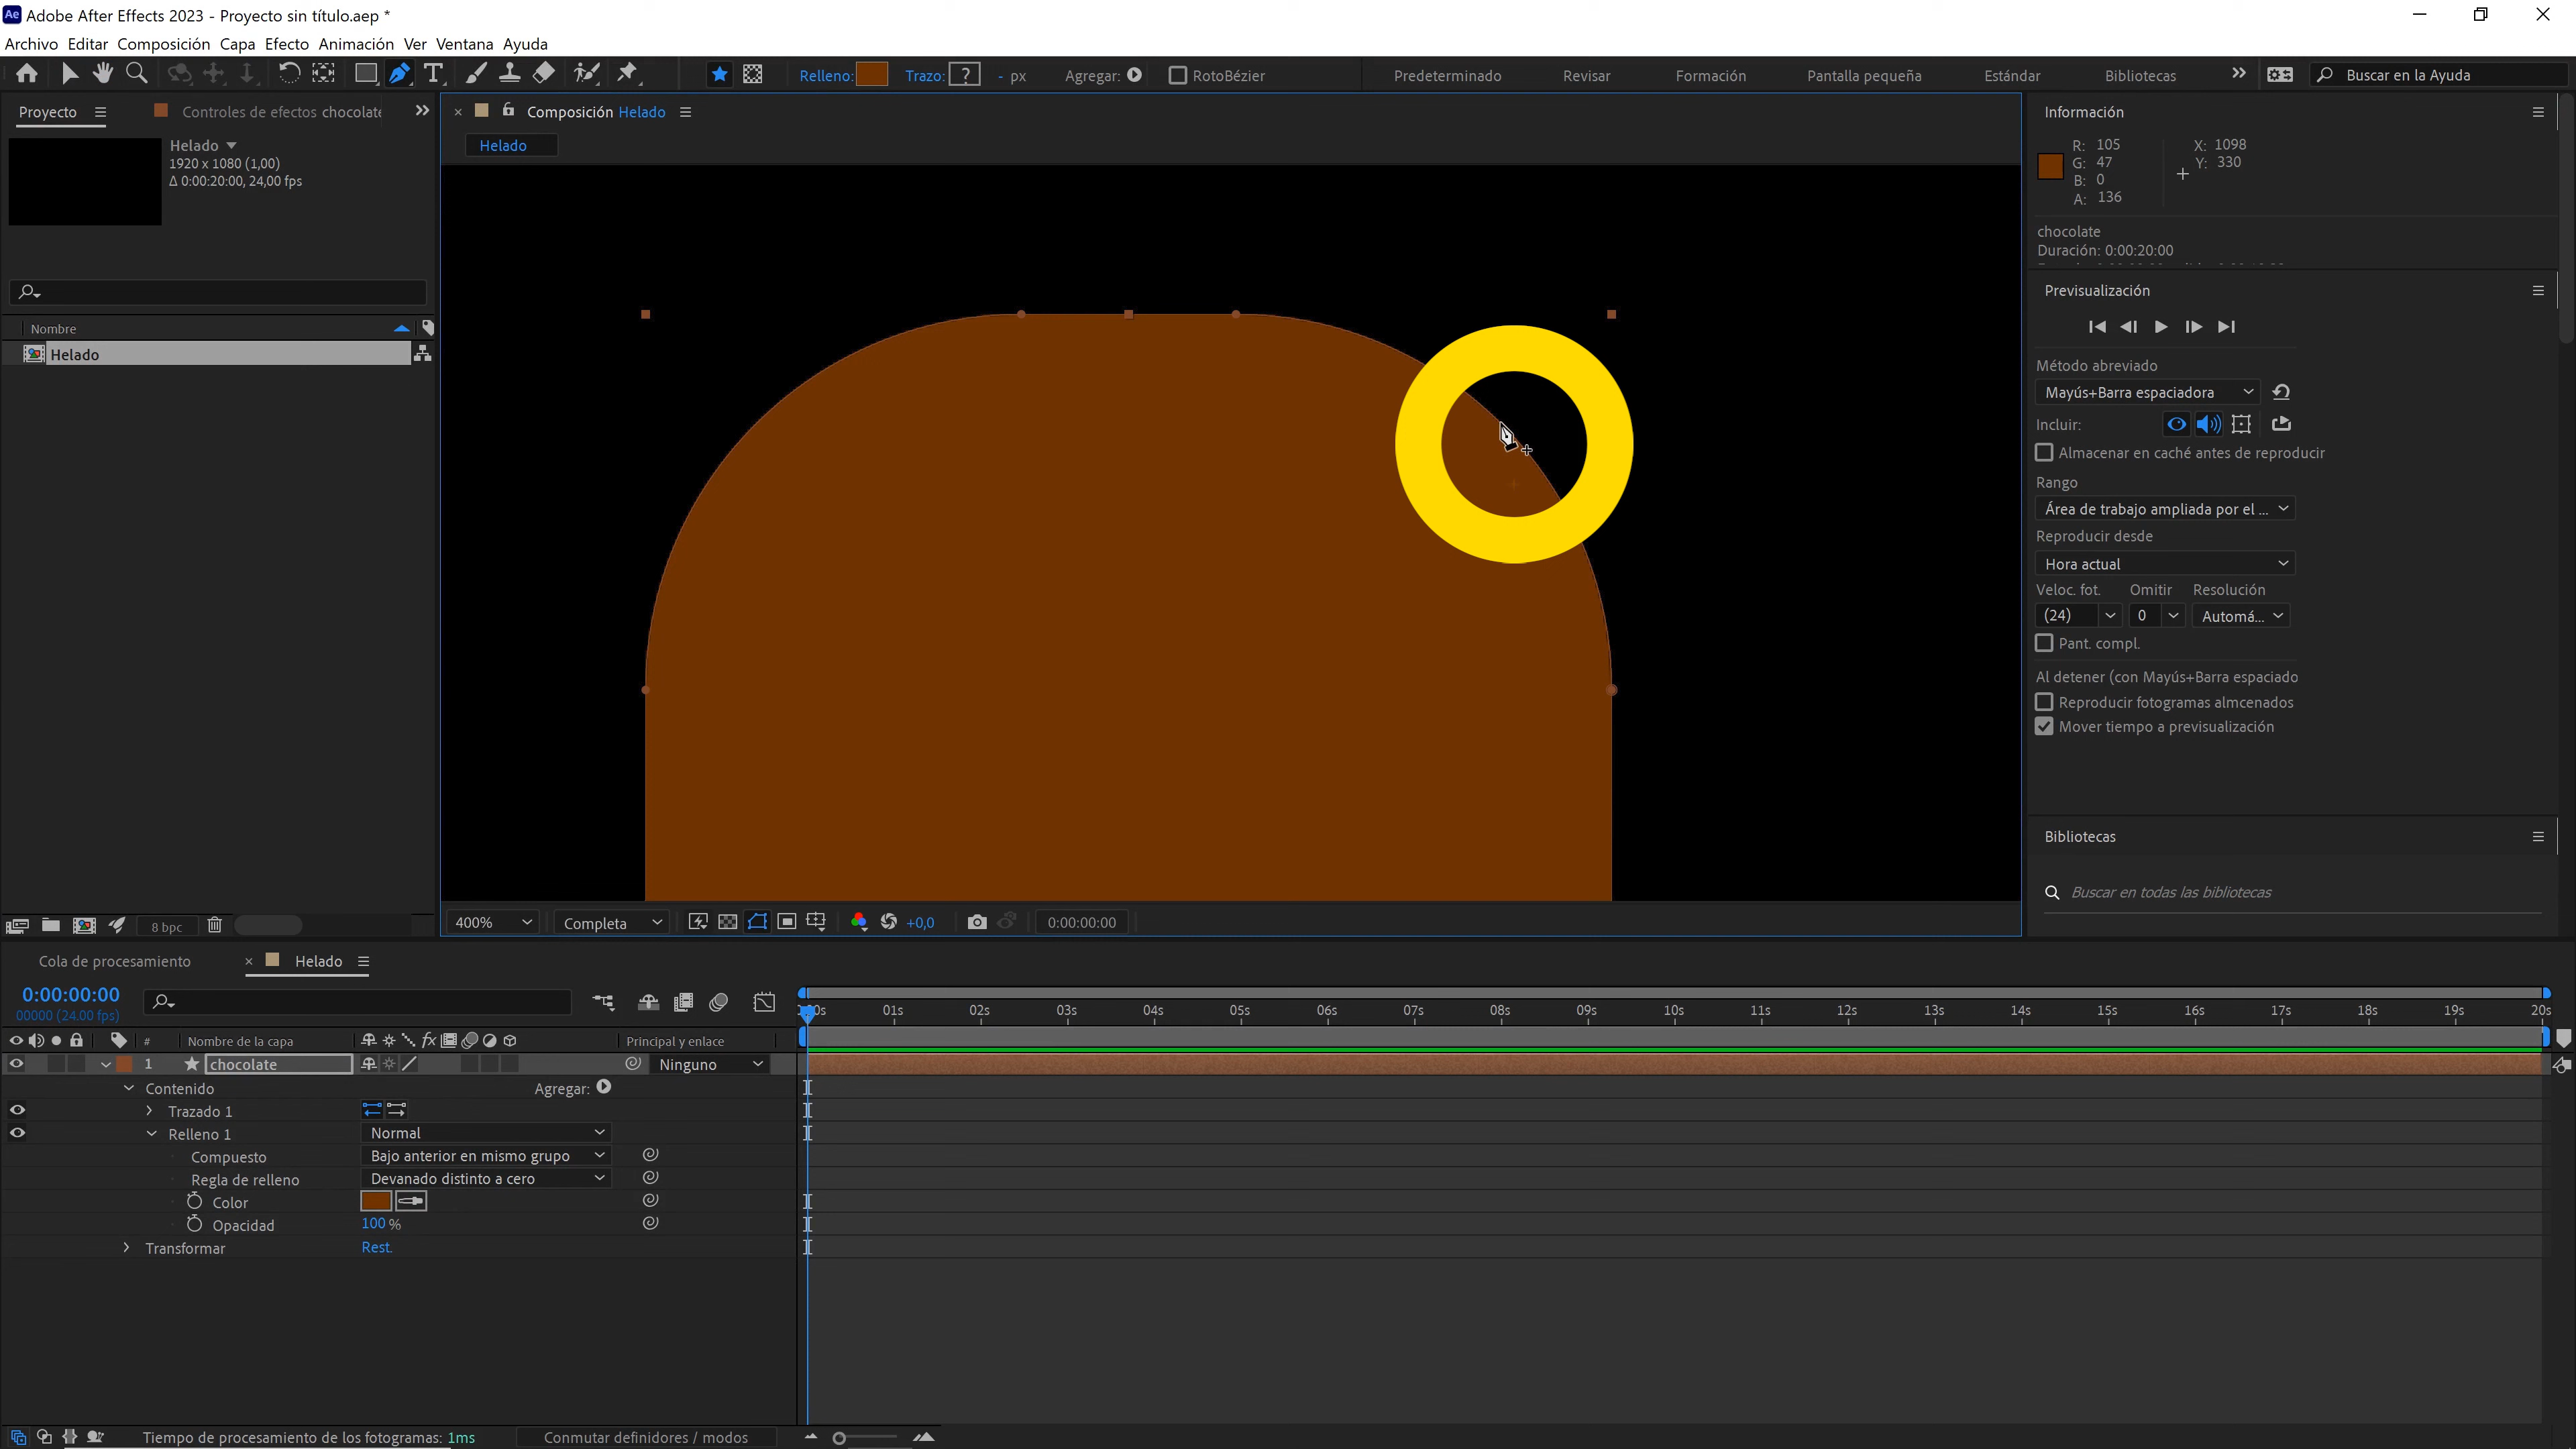 Adobe After Effects 2023 - Proyecto sin título.aep *
Archivo Editar Composición Capa Efecto Animación Ver Ventana Ayuda
Relleno: Trazo: ? - px Agregar: RotoBézier Predeterminado Revisar Formación Pantalla pequeña Estándar Bibliotecas Buscar en la Ayuda
Proyecto Controles de efectos chocolate
Helado
1920 x 1080 (1,00)
Δ 0:00:20:00, 24,00 fps
Nombre
Helado
8 bpc
Composición Helado
Helado
400% Completa +0,0 0:00:00:00
Información
R: 105 X: 1098
G: 47 Y: 330
B: 0
A: 136
chocolate
Duración: 0:00:20:00
Previsualización
Método abreviado
Mayús+Barra espaciadora
Incluir:
Almacenar en caché antes de reproducir
Rango
Área de trabajo ampliada por el ...
Reproducir desde
Hora actual
Veloc. fot. Omitir Resolución
(24) 0 Automá...
Pant. compl.
Al detener (con Mayús+Barra espaciado
Reproducir fotogramas almcenados
Mover tiempo a previsualización
Bibliotecas
Buscar en todas las bibliotecas
Cola de procesamiento Helado
0:00:00:00
00000 (24.00 fps)
0s 01s 02s 03s 04s 05s 06s 07s 08s 09s 10s 11s 12s 13s 14s 15s 16s 17s 18s 19s 20s
# Nombre de la capa fx Principal y enlace
1 chocolate Ninguno
Contenido Agregar:
Trazado 1
Relleno 1 Normal
Compuesto Bajo anterior en mismo grupo
Regla de relleno Devanado distinto a cero
Color
Opacidad 100 %
Transformar Rest.
Tiempo de procesamiento de los fotogramas: 1ms Conmutar definidores / modos